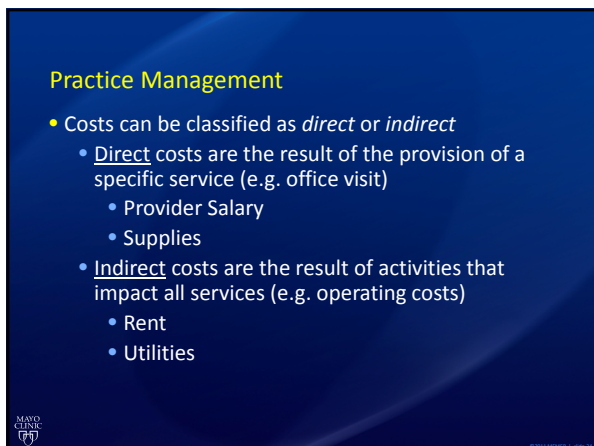 Practice Management
• Costs can be classified as direct or indirect
• Direct costs are the result of the provision of a
specific service (e.g. office visit)
• Provider Salary
• Supplies
• Indirect costs are the result of activities that
impact all services (e.g. operating costs)
• Rent
• Utilities
MAYO
CLINIC